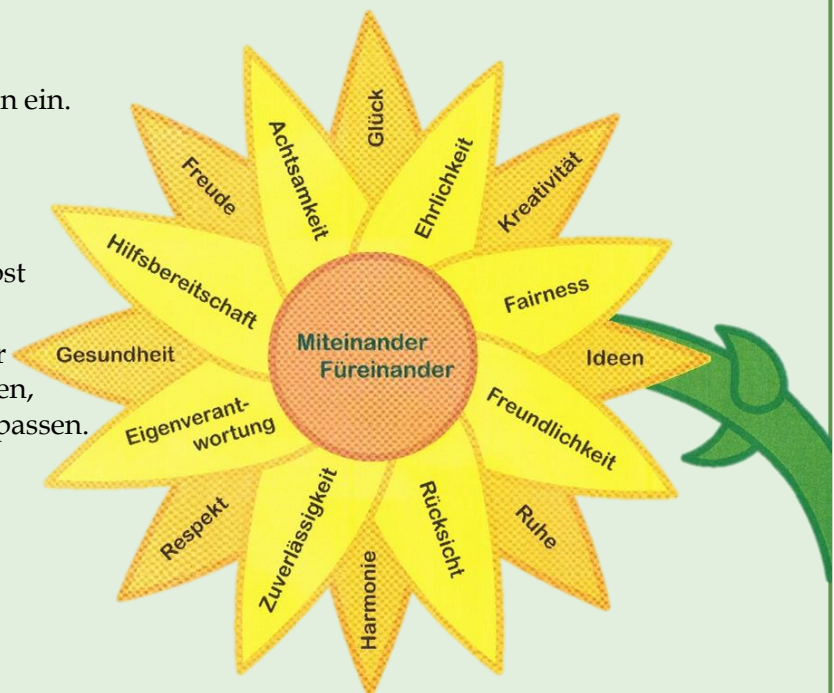 n ein.
ost
r
en,
passen.
Miteinander
Füreinander
Glück
Ehrlichkeit
Kreativität
Fairness
Ideen
Freundlichkeit
Ruhe
Rücksicht
Harmonie
Zuverlässigkeit
Respekt
Eigenverant-
wortung
Gesundheit
Hilfsbereitschaft
Freude
Achtsamkeit